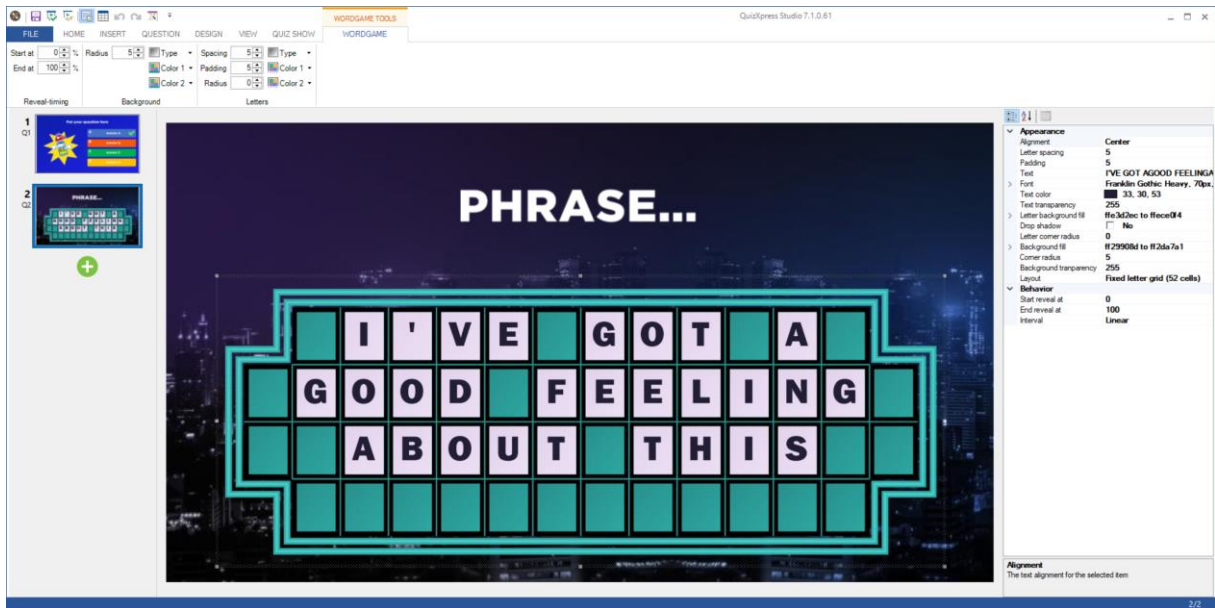 WORDGAME TOOLS
QuizXpress Studio 7.1.0.61
FILE HOME INSERT QUESTION DESIGN VIEW QUIZ SHOW WORDGAME
Start at 0 % Radius 5 Type Spacing 5 Type
End at 100 % Color 1 Padding 5 Color 1
Color 2 Radius 0 Color 2
Reveal-timing Background Letters
1
Q1
Put your question here
2
Q2
PHRASE...
PHRASE...
I'VE GOT A
GOOD FEELING
ABOUT THIS
Appearance
Alignment Center
Letter spacing 5
Padding 5
Text I'VE GOT AGOOD FEELINGA
Font Franklin Gothic Heavy, 70px,
Text color 33, 30, 53
Text transparency 255
Letter background fill ffe3d2ec to ffece0f4
Drop shadow No
Letter corner radius 0
Background fill ff29908d to ff2da7a1
Corner radius 5
Background tranparency 255
Layout Fixed letter grid (52 cells)
Behavior
Start reveal at 0
End reveal at 100
Interval Linear
Alignment
The text alignment for the selected item
2/2